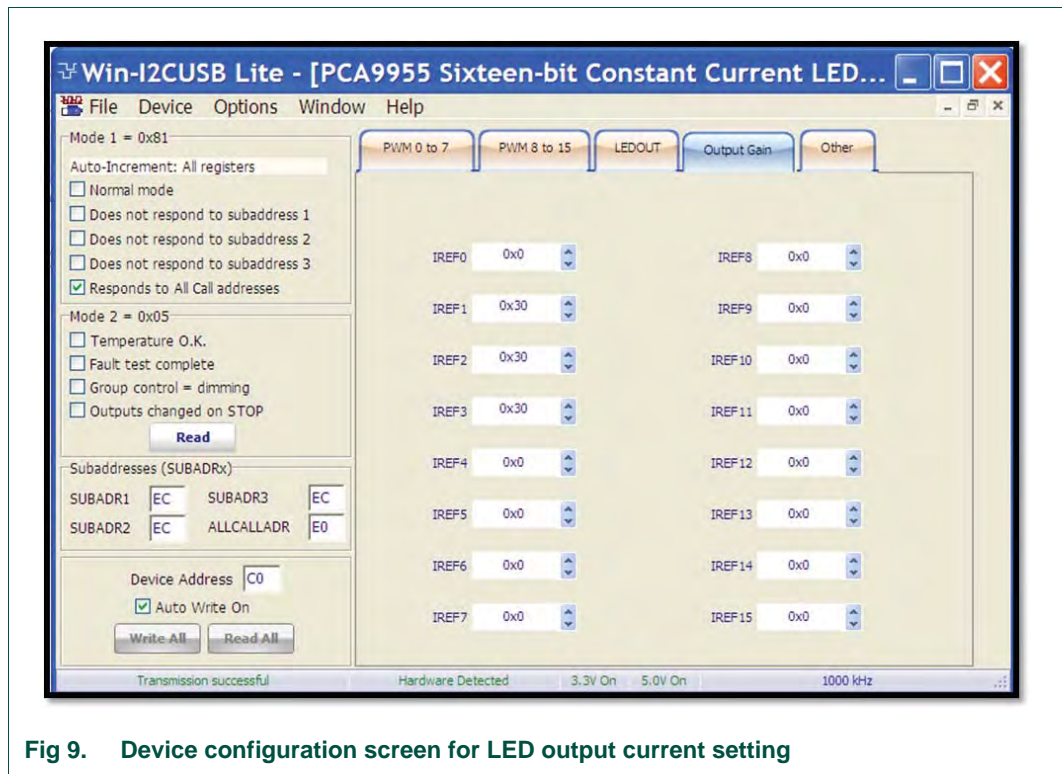 Win-I2CUSB Lite - [PCA9955 Sixteen-bit Constant Current LED...
File Device Options Window Help
Mode 1 = 0x81
Auto-Increment: All registers
Normal mode
Does not respond to subaddress 1
Does not respond to subaddress 2
Does not respond to subaddress 3
Responds to All Call addresses
Mode 2 = 0x05
Temperature O.K.
Fault test complete
Group control = dimming
Outputs changed on STOP
Read
Subaddresses (SUBADRx)
SUBADR1 EC SUBADR3 EC
SUBADR2 EC ALLCALLADR E0
Device Address C0
Auto Write On
Write All Read All
PWM 0 to 7 PWM 8 to 15 LEDOUT Output Gain Other
IREF0 0x0 IREF8 0x0
IREF1 0x30 IREF9 0x0
IREF2 0x30 IREF10 0x0
IREF3 0x30 IREF11 0x0
IREF4 0x0 IREF12 0x0
IREF5 0x0 IREF13 0x0
IREF6 0x0 IREF14 0x0
IREF7 0x0 IREF15 0x0
Transmission successful Hardware Detected 3.3V On 5.0V On 1000 kHz
Fig 9. Device configuration screen for LED output current setting